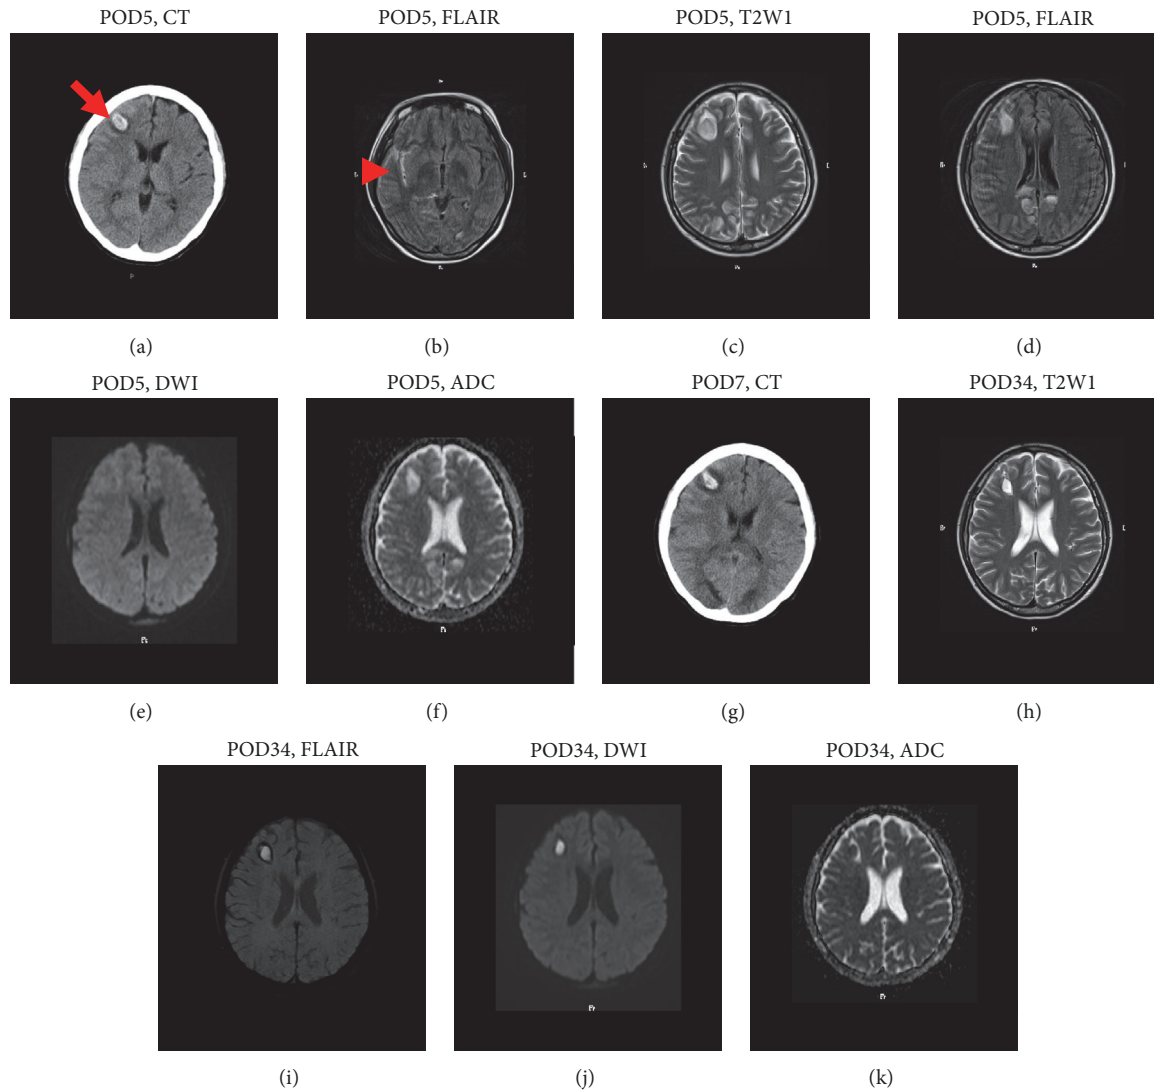 POD5, CT
POD5, FLAIR
POD5, T2W1
POD5, FLAIR
(a)
(b)
(c)
(d)
POD5, DWI
POD5, ADC
POD7, CT
POD34, T2W1
(e)
(f)
(g)
(h)
POD34, FLAIR
POD34, DWI
POD34, ADC
(i)
(j)
(k)